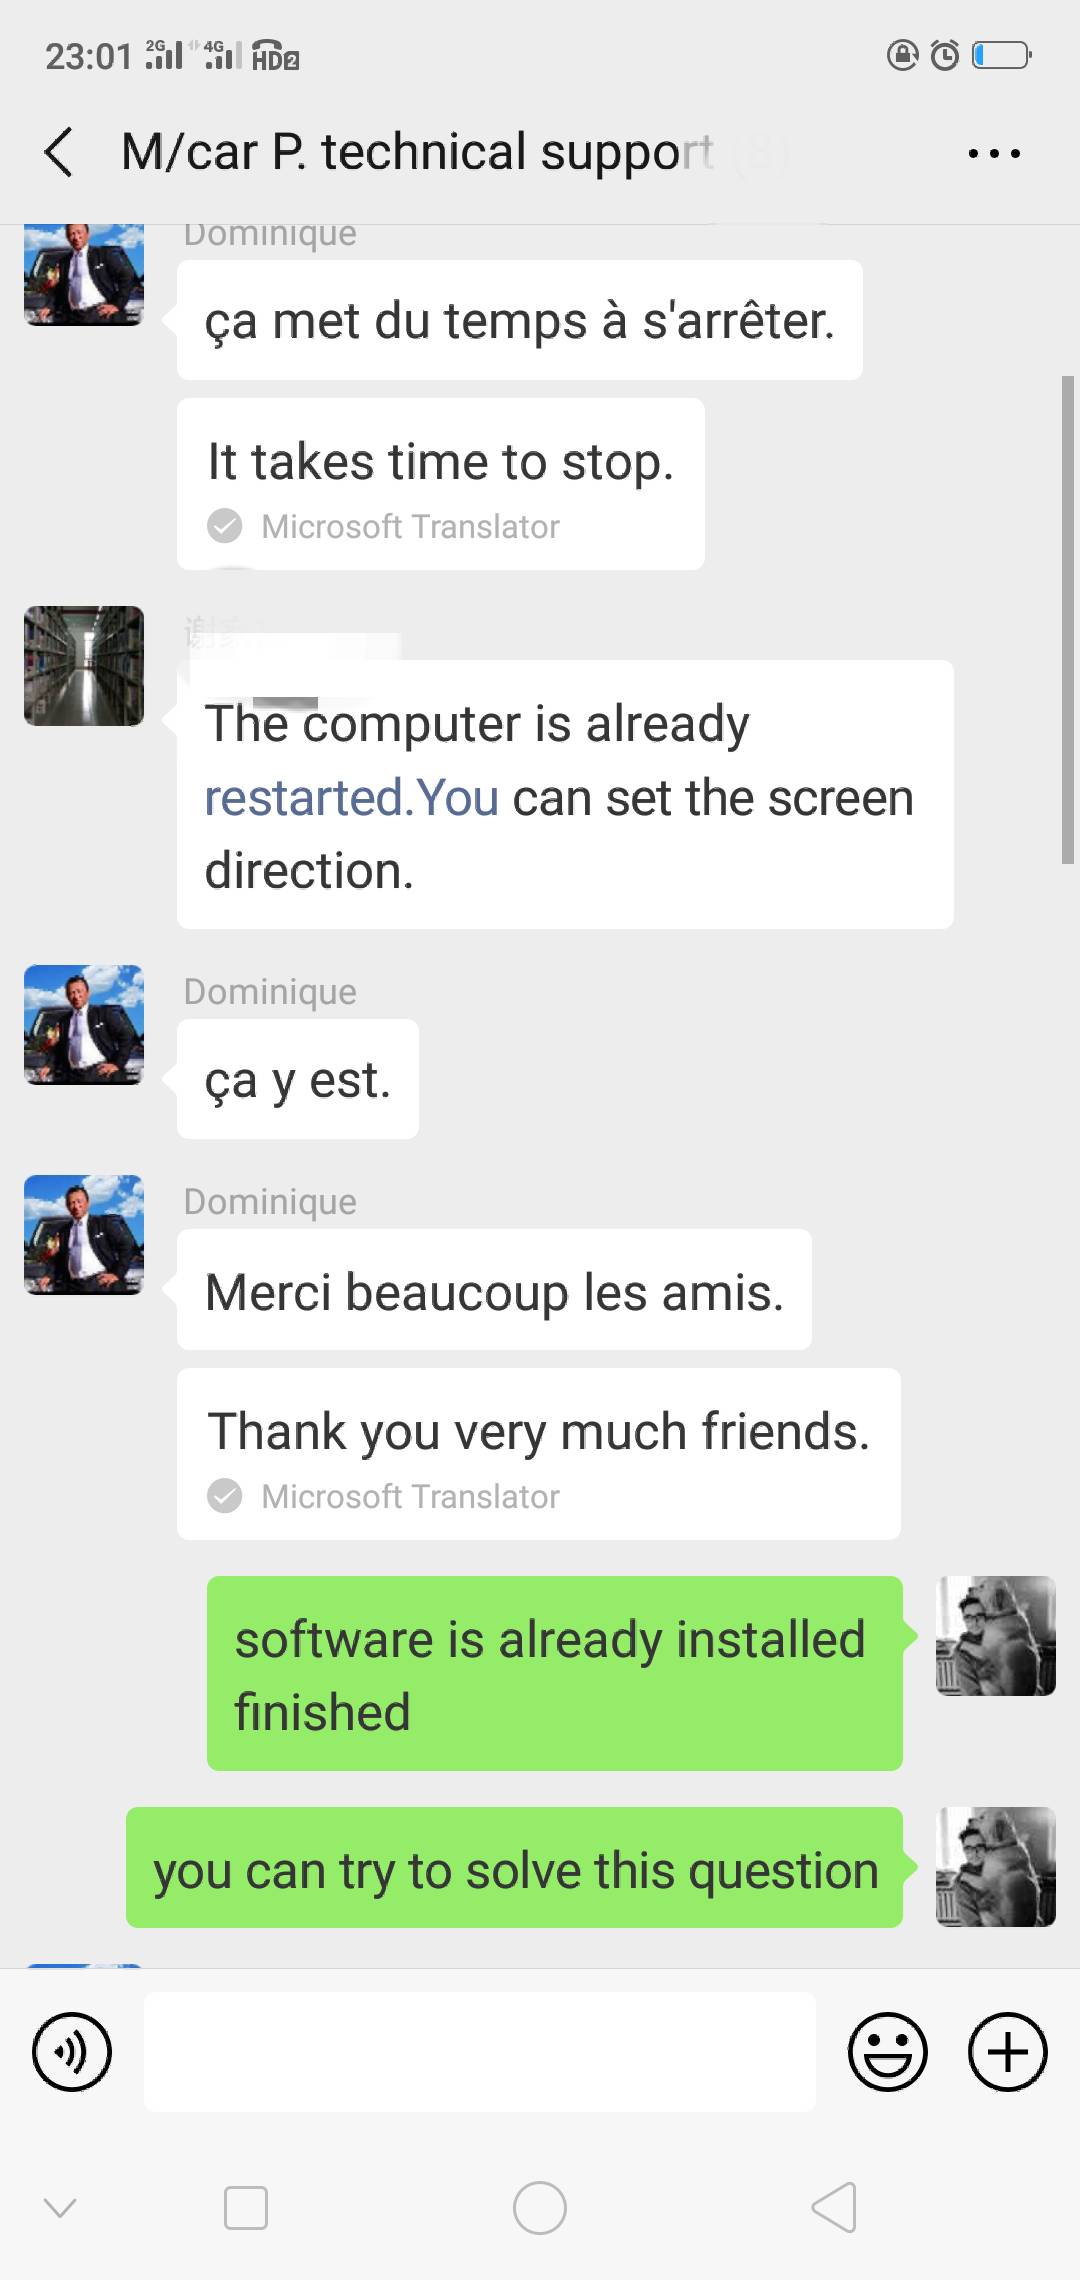 23:01 2G 4G HD2
M/car P. technical support (8)
Dominique
ça met du temps à s'arrêter.
It takes time to stop.
Microsoft Translator
The computer is already
restarted.You can set the screen
direction.
Dominique
ça y est.
Dominique
Merci beaucoup les amis.
Thank you very much friends.
Microsoft Translator
software is already installed
finished
you can try to solve this question